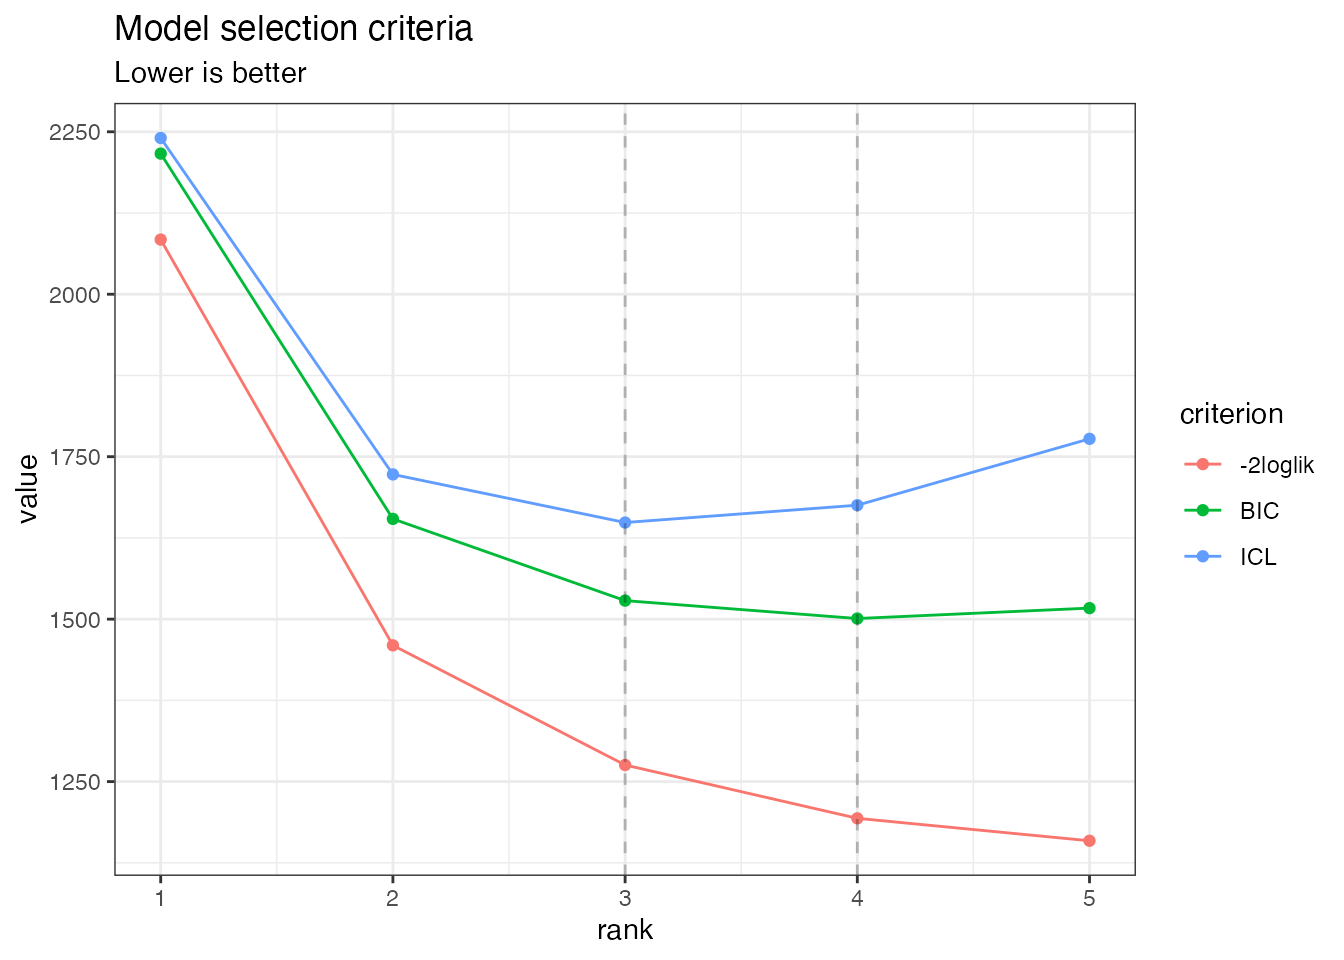 Model selection criteria
Lower is better
2250
2000
1750
1500
1250
value
1
2
3
4
5
rank
criterion
-2loglik
BIC
ICL